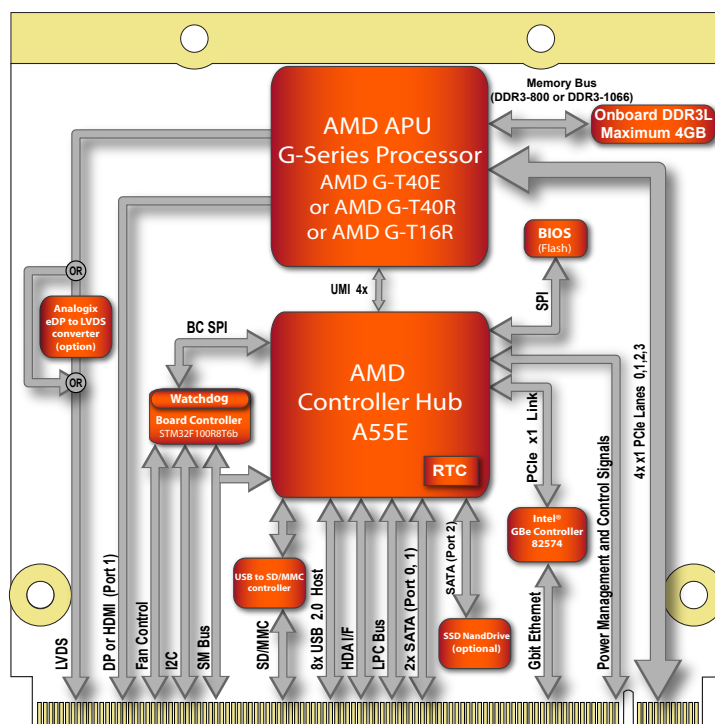 Memory Bus
(DDR3-800 or DDR3-1066)
Onboard DDR3L
Maximum 4GB
AMD APU
G-Series Processor
AMD G-T40E
or AMD G-T40R
or AMD G-T16R
BIOS
(Flash)
OR
UMI 4x
SPI
Analogix
eDP to LVDS
converter
(option)
OR
BC SPI
AMD
Controller Hub
A55E
RTC
Watchdog
Board Controller
STM32F100R8T6b
PCIe x1 Link
4x x1 PCIe Lanes 0,1,2,3
Intel®
GBe Controller
82574
USB to SD/MMC
controller
SATA (Port 2)
SSD NandDrive
(optional)
LVDS
DP or HDMI (Port 1)
Fan Control
I2C
SM Bus
SD/MMC
8x USB 2.0 Host
HDA I/F
LPC Bus
2x SATA (Port 0, 1)
Gbit Ethernet
Power Management and Control Signals